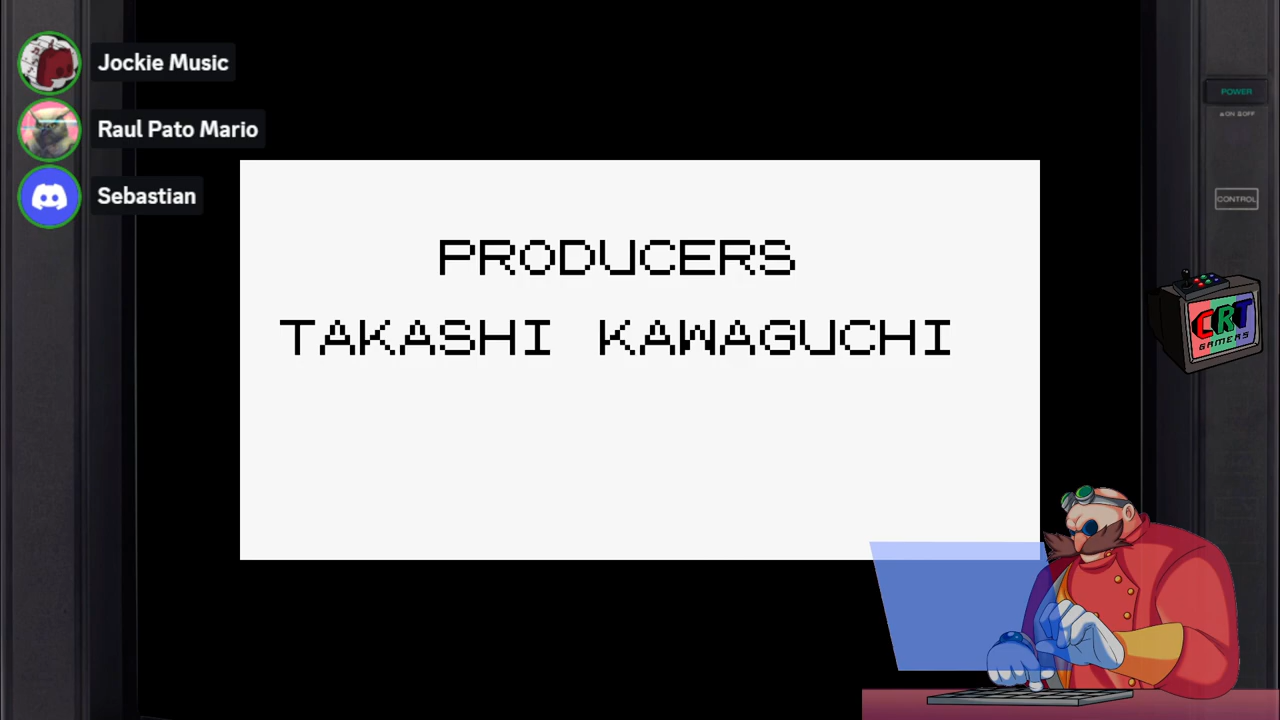 Jockie Music
Raul Pato Mario
Sebastian
PRODUCERS
TAKASHI KAWAGUCHI
POWER
CONTROL
CRT
GAMERS